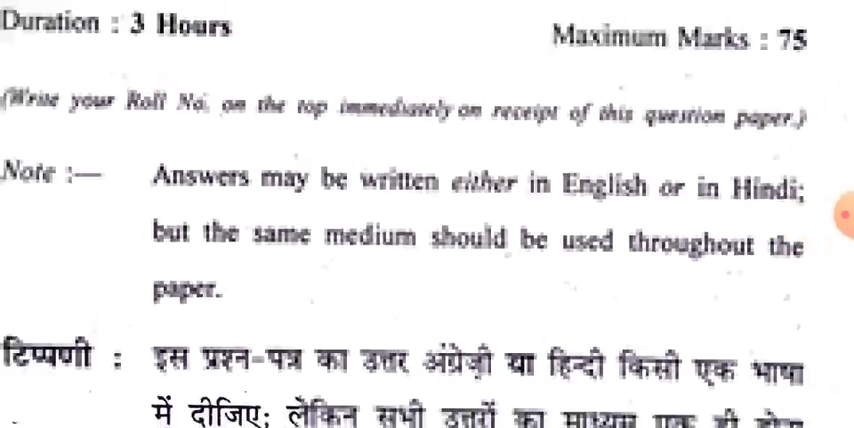 Duration : 3 Hours
Maximum Marks : 75
(Write your Roll No. on the top immediately on receipt of this question paper.)
Note :— Answers may be written either in English or in Hindi;
but the same medium should be used throughout the
paper.
टिप्पणी : इस प्रश्न-पत्र का उत्तर अंग्रेज़ी या हिन्दी किसी एक भाषा
में दीजिए; लेकिन सभी उत्तरों का माध्यम एक ही होना